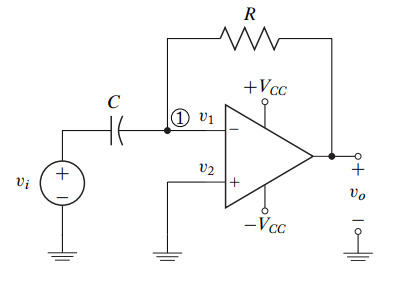 R
+V_CC
C
① v_1
−
v_2
+
v_i
+
−
+
v_o
−
−V_CC